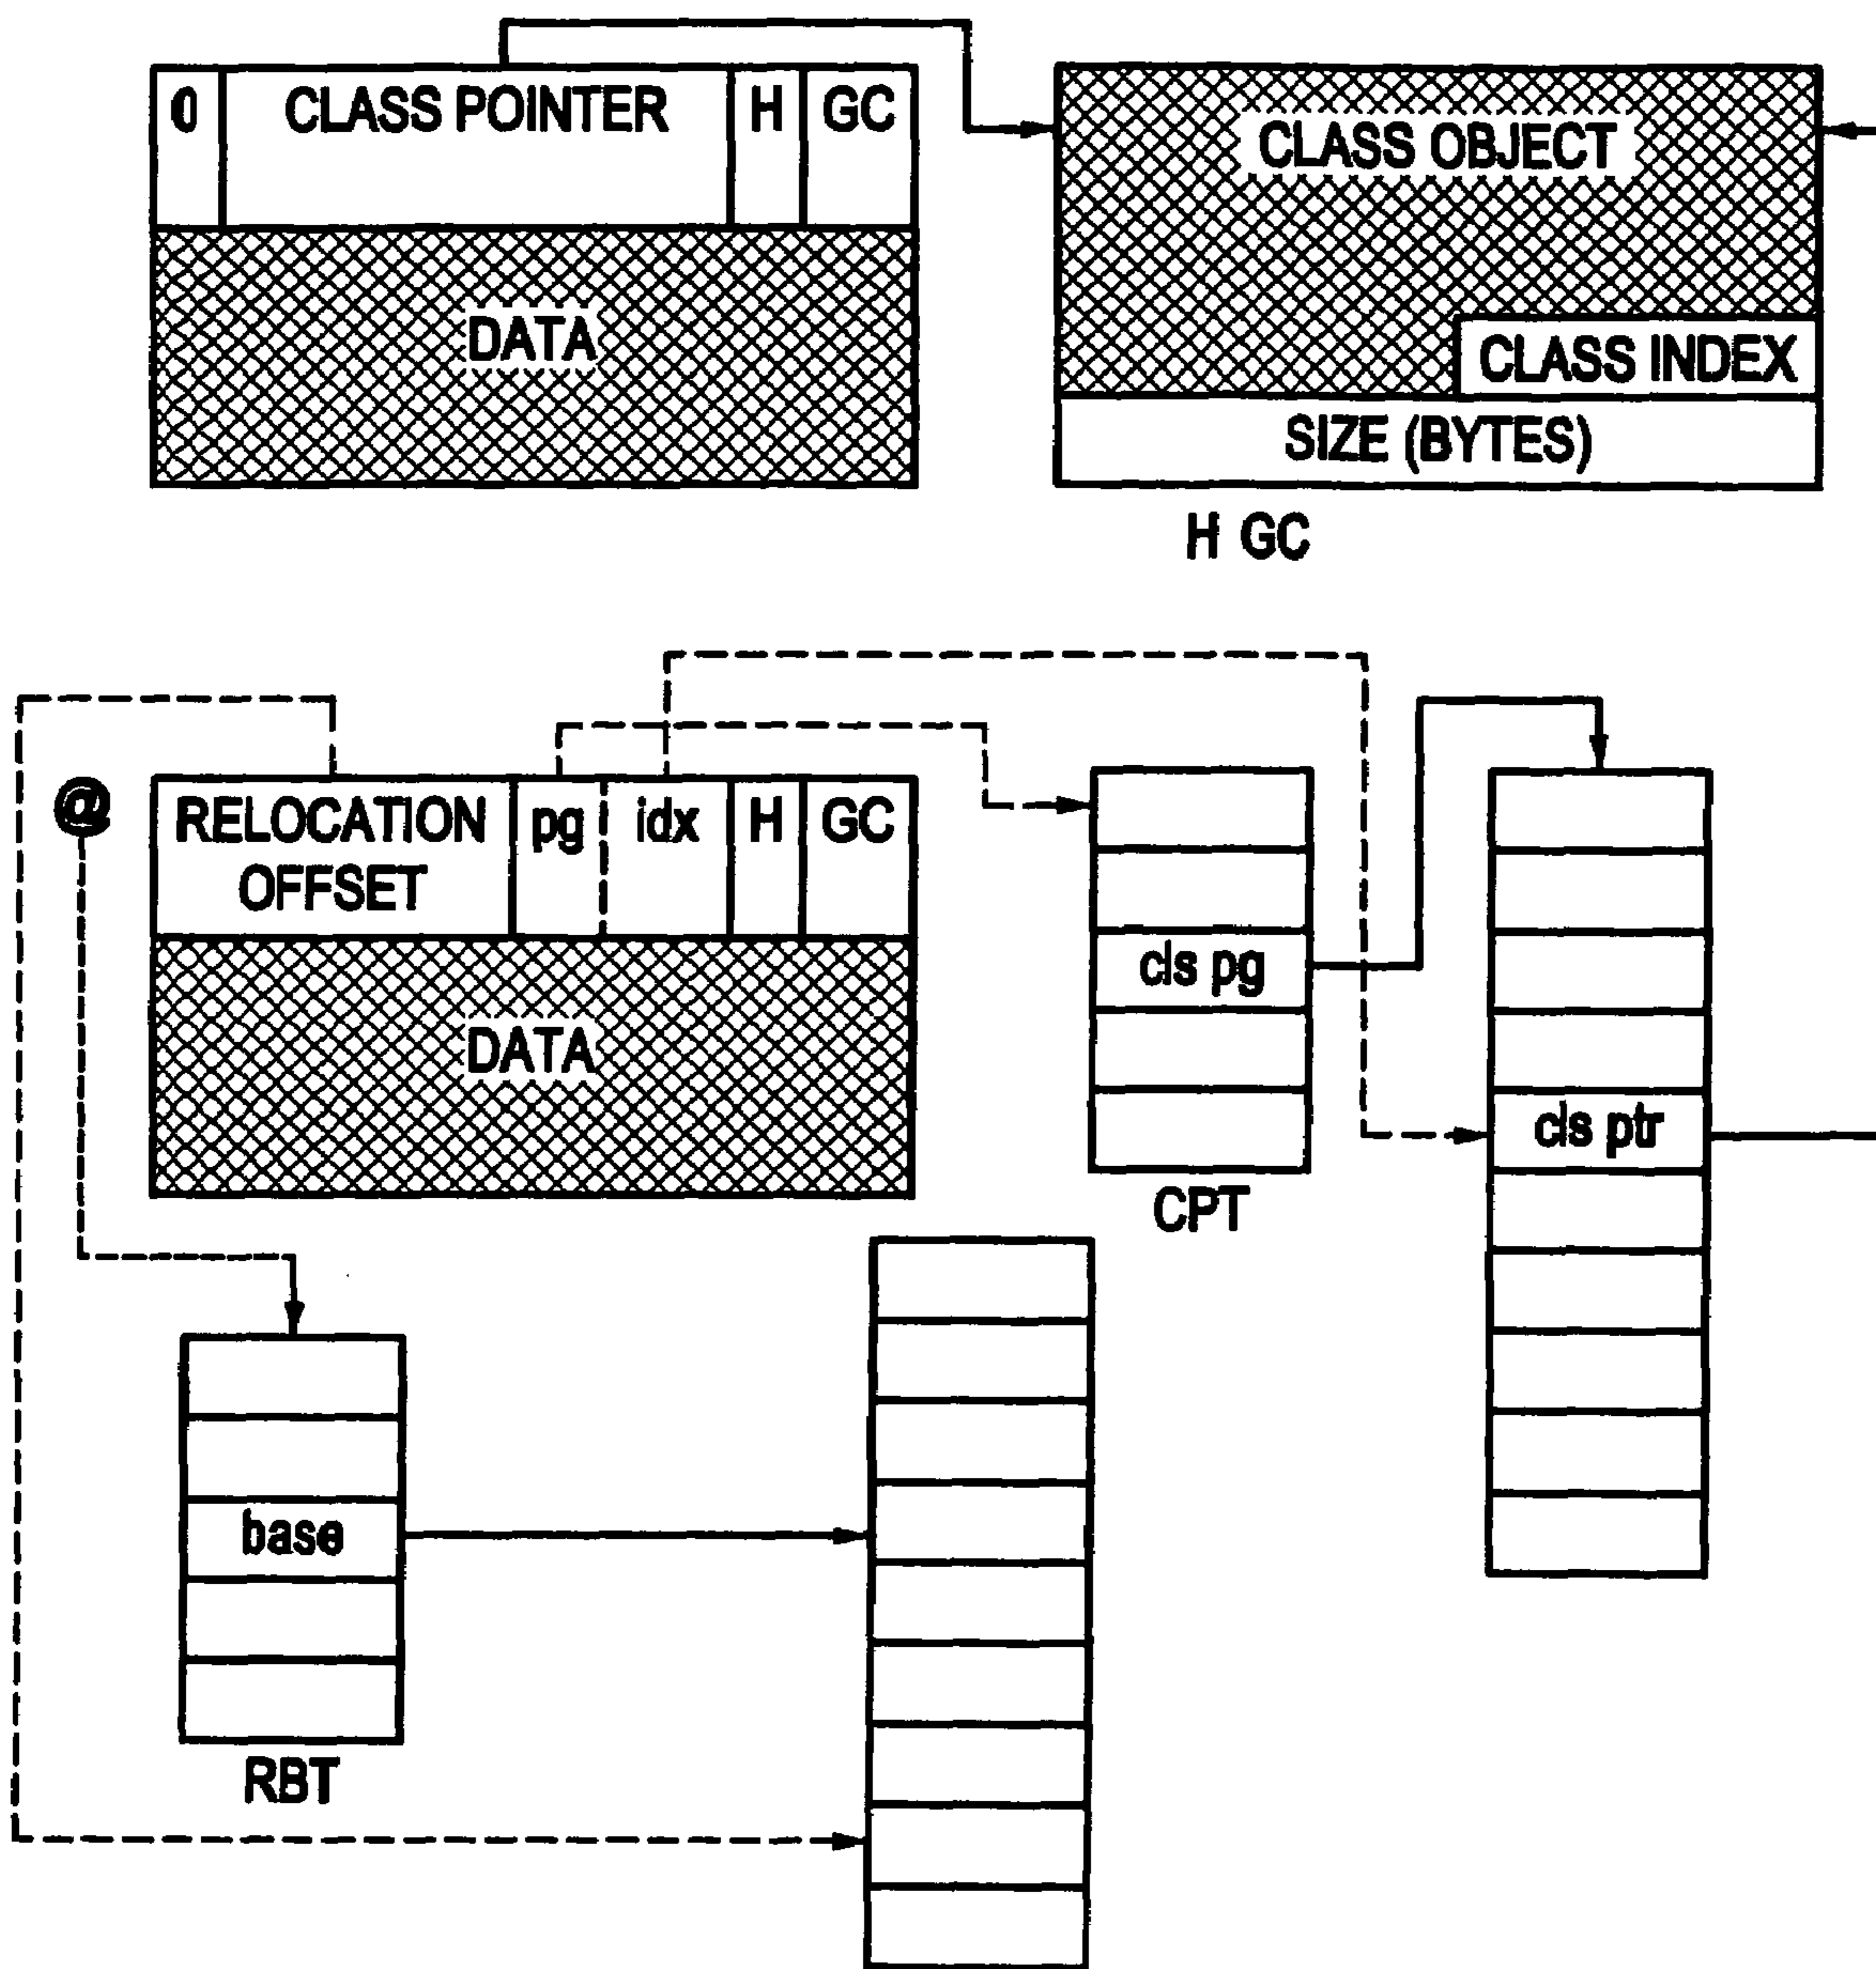 0 CLASS POINTER H GC
CLASS OBJECT
DATA
CLASS INDEX
SIZE (BYTES)
H GC
@
RELOCATION OFFSET pg idx H GC
cls pg
DATA
cls ptr
CPT
base
RBT